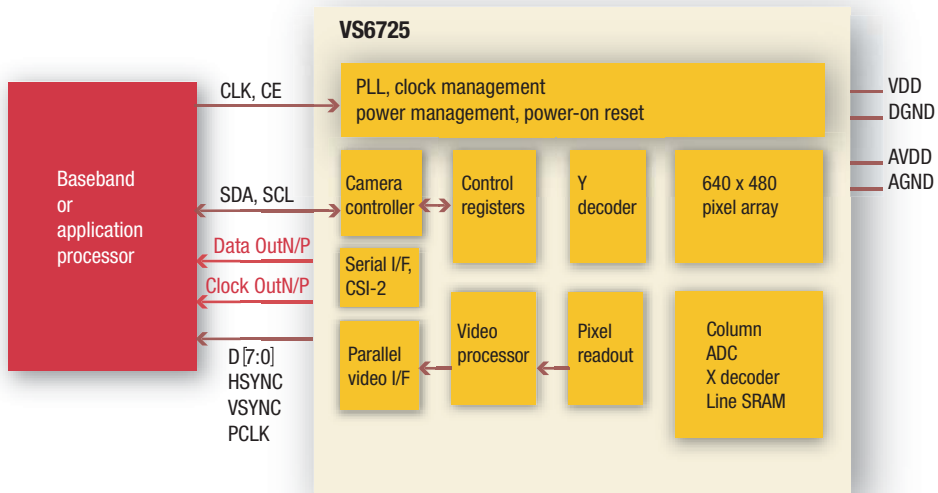 VS6725
PLL, clock management
power management, power-on reset
CLK, CE
VDD
DGND
AVDD
AGND
Baseband
or
application
processor
SDA, SCL
Camera
controller
Control
registers
Y
decoder
640 x 480
pixel array
Data OutN/P
Clock OutN/P
Serial I/F,
CSI-2
D[7:0]
HSYNC
VSYNC
PCLK
Parallel
video I/F
Video
processor
Pixel
readout
Column
ADC
X decoder
Line SRAM